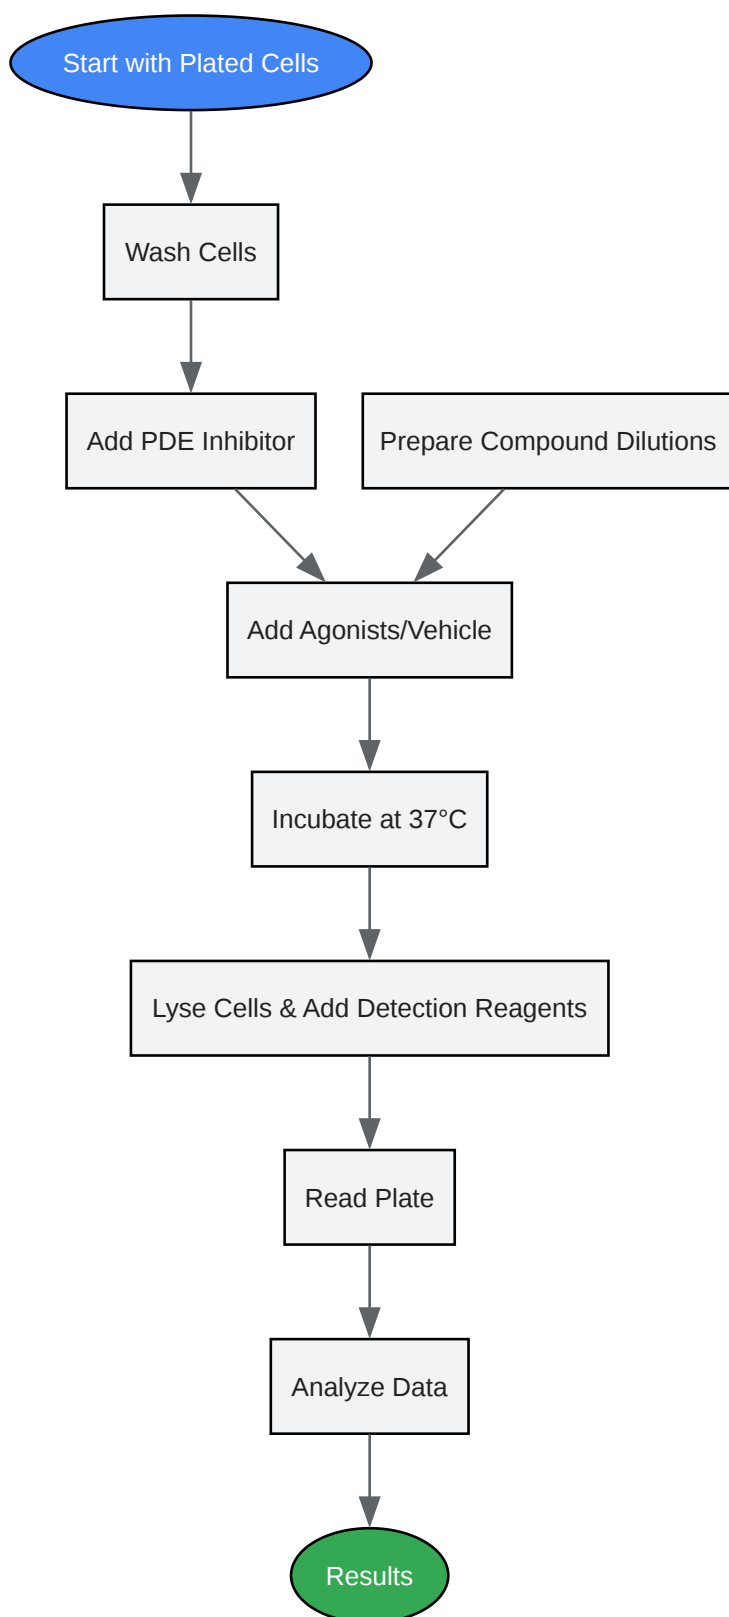 Start with Plated Cells
Wash Cells
Add PDE Inhibitor
Prepare Compound Dilutions
Add Agonists/Vehicle
Incubate at 37°C
Lyse Cells & Add Detection Reagents
Read Plate
Analyze Data
Results